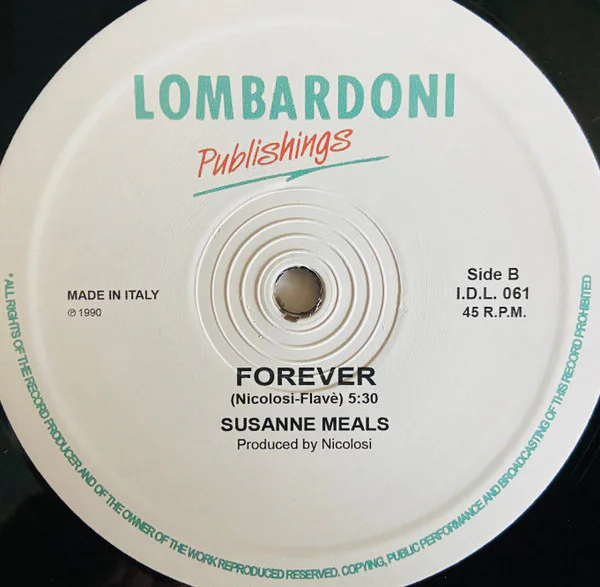 LOMBARDONI
Publishings
MADE IN ITALY
℗ 1990
Side B
I.D.L. 061
45 R.P.M.
FOREVER
(Nicolosi-Flavè) 5:30
SUSANNE MEALS
Produced by Nicolosi
*ALL RIGHTS OF THE RECORD PRODUCER AND OF THE OWNER OF THE WORK REPRODUCED RESERVED. COPYING, PUBLIC PERFORMANCE AND BROADCASTING OF THIS RECORD PROHIBITED